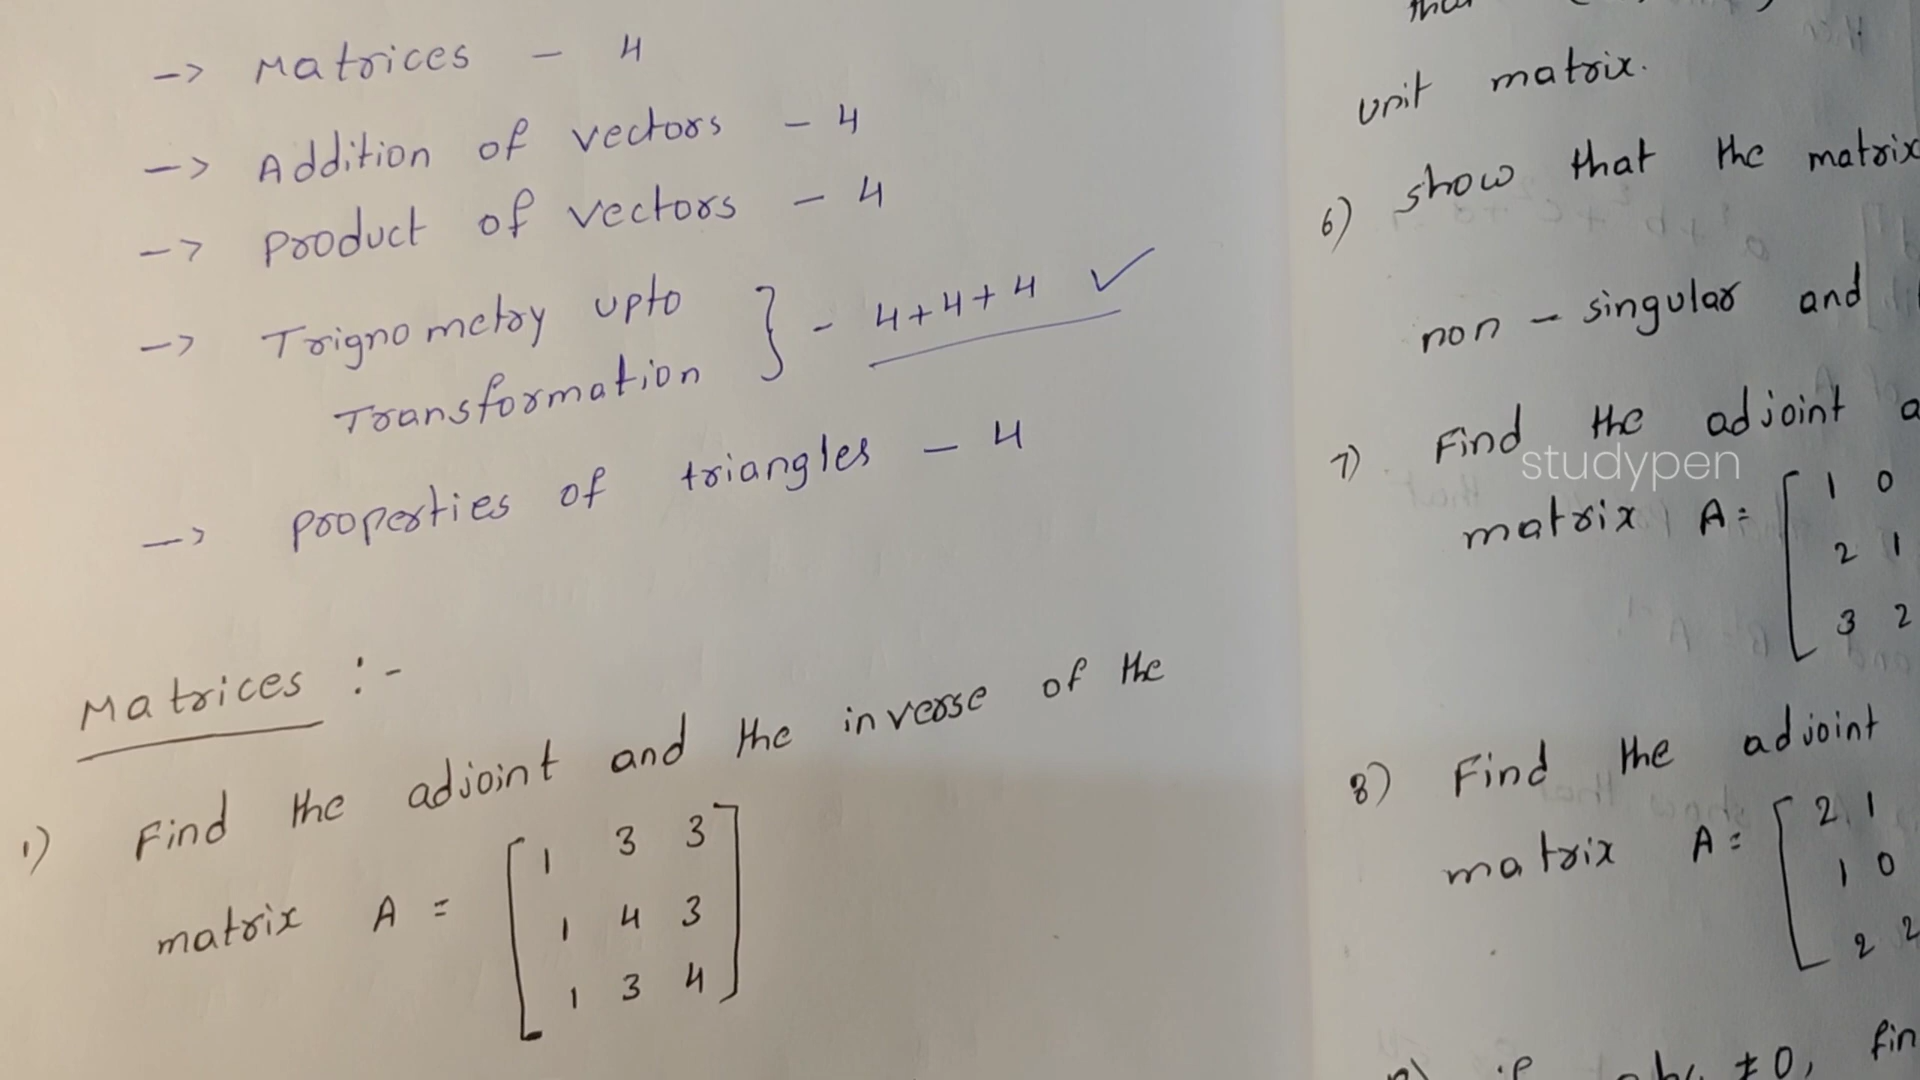 -> Matrices - 4
-> Addition of vectors - 4
-> product of vectors - 4
-> Trignometry upto
Transformation } - 4+4+4 ✓
-> properties of triangles - 4
Matrices :-
1) Find the adjoint and the inverse of the
matrix A = [ 1 3 3
1 4 3
1 3 4 ]
unit matrix.
6) show that the matrix
non - singular and
7) Find the adjoint
studypen
matrix A = [ 1 0
2 1
3 2
8) Find the adjoint
matrix A = [ 2 1
1 0
2 2
≠ 0,